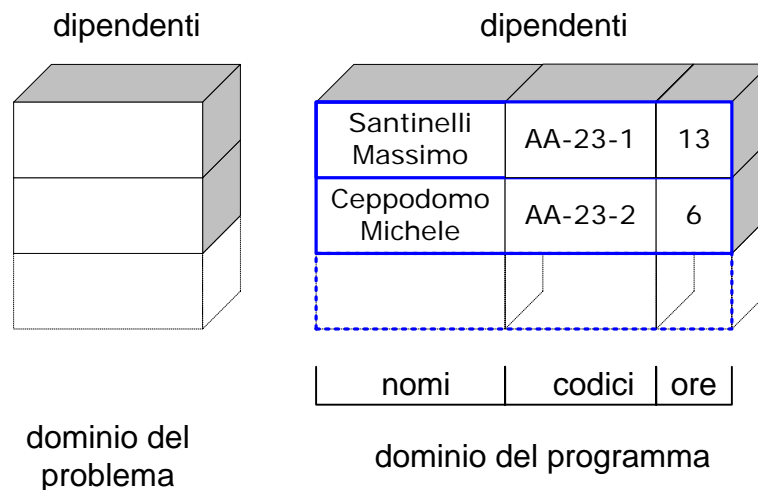 dipendenti
dipendenti
Santinelli
Massimo
AA-23-1
13
Ceppodomo
Michele
AA-23-2
6
nomi
codici
ore
dominio del
problema
dominio del programma